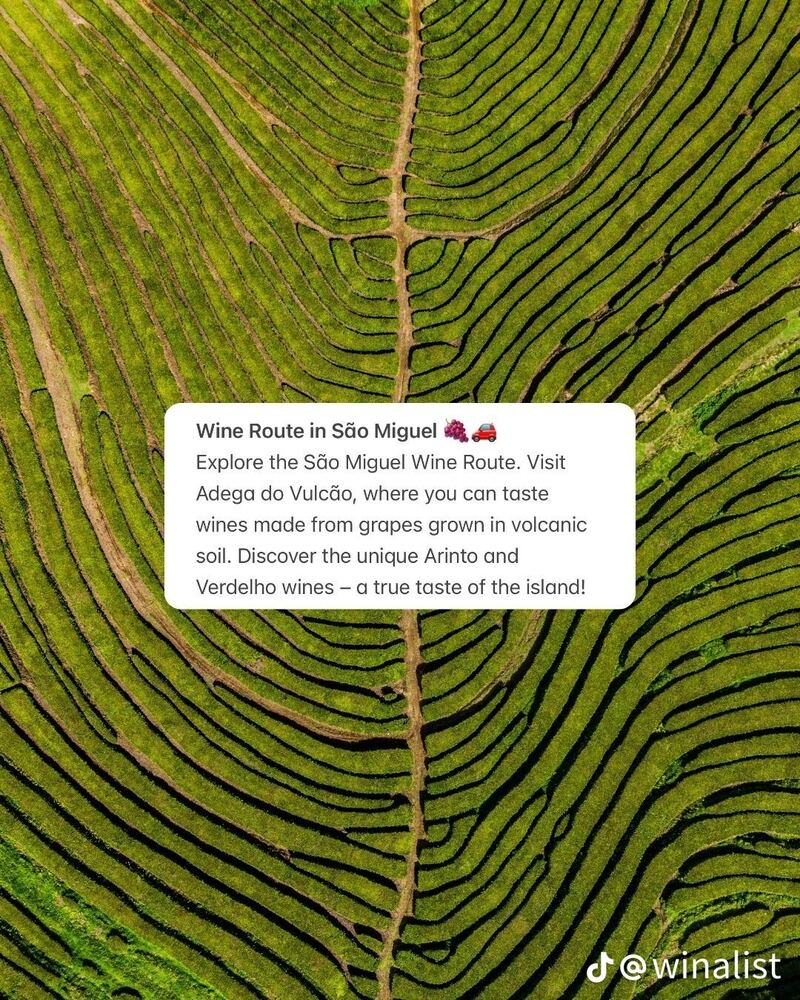 Wine Route in São Miguel 🍇🚗
Explore the São Miguel Wine Route. Visit
Adega do Vulcão, where you can taste
wines made from grapes grown in volcanic
soil. Discover the unique Arinto and
Verdelho wines – a true taste of the island!
@winalist